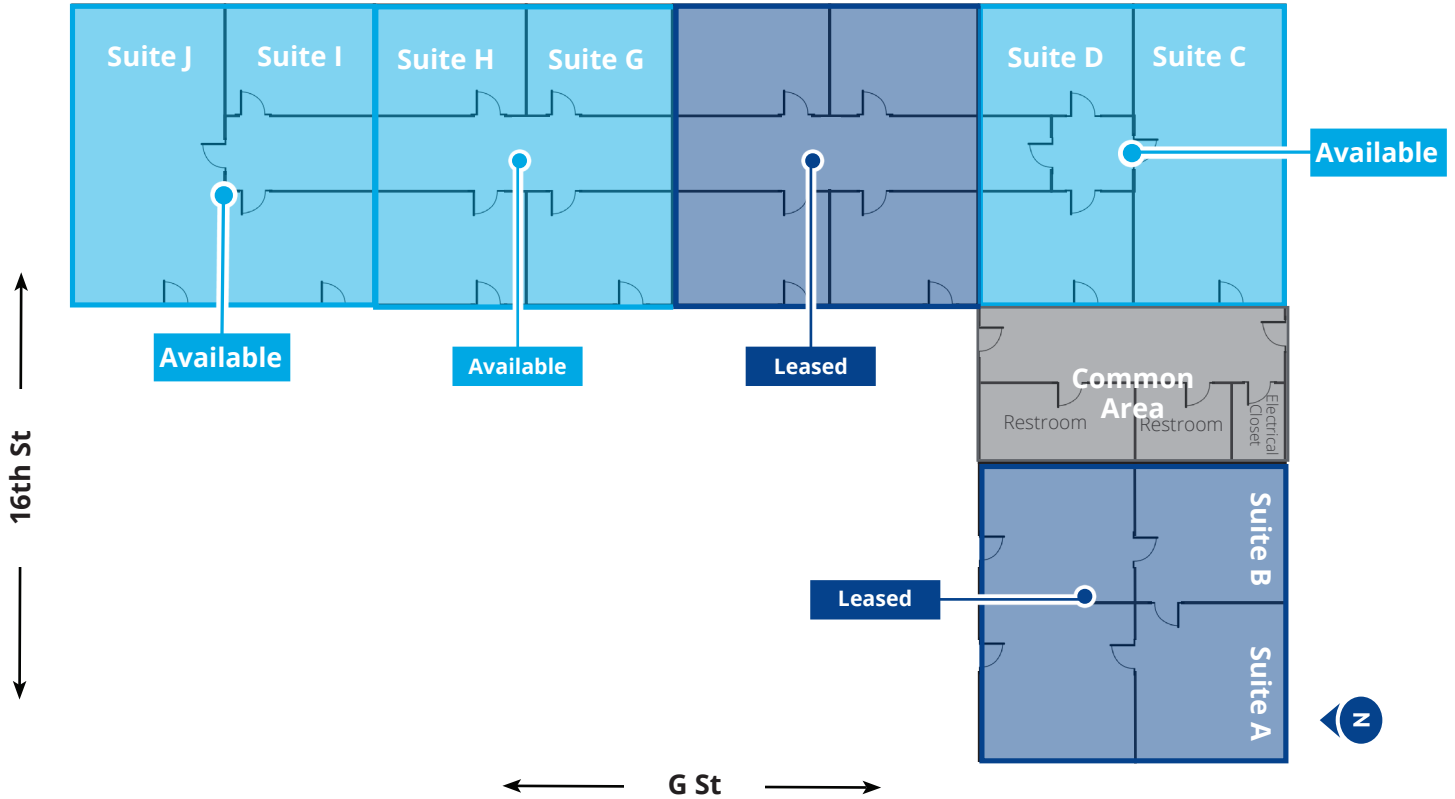 Suite J
Suite I
Suite H
Suite G
Suite D
Suite C
Available
Available
Available
Leased
Common
Area
Restroom
Restroom
Electrical
Closet
16th St
Suite B
Leased
Suite A
N
G St